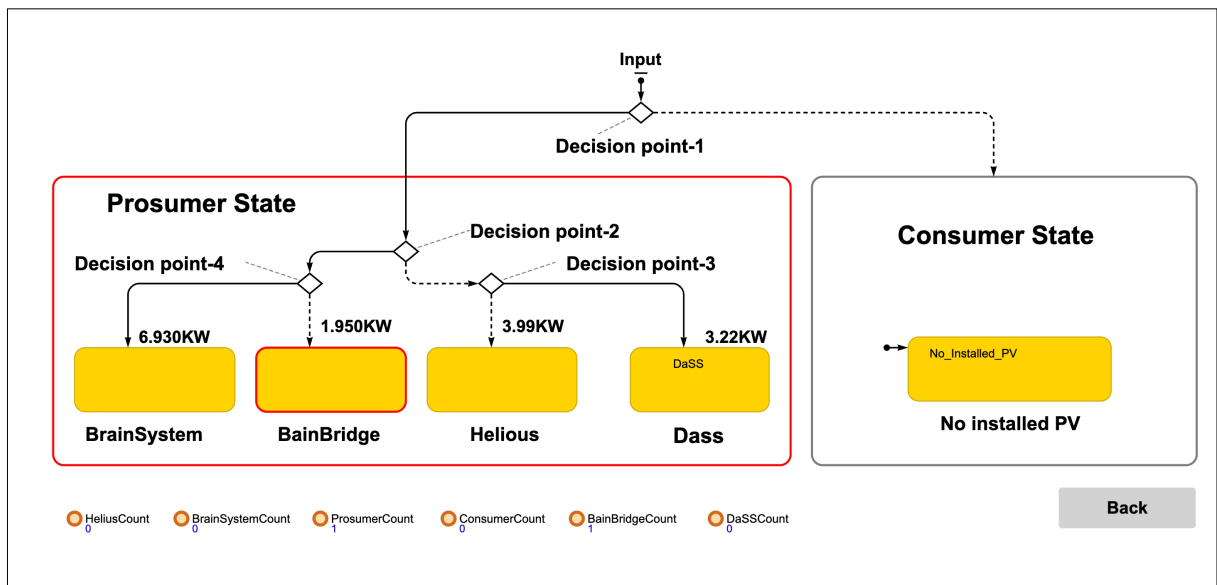 Input
Decision point-1
Prosumer State
Consumer State
Decision point-2
Decision point-4
Decision point-3
6.930KW
1.950KW
3.99KW
3.22KW
DaSS
No_Installed_PV
BrainSystem
BainBridge
Helious
Dass
No installed PV
HeliusCount
0
BrainSystemCount
0
ProsumerCount
1
ConsumerCount
0
BainBridgeCount
1
DaSSCount
0
Back